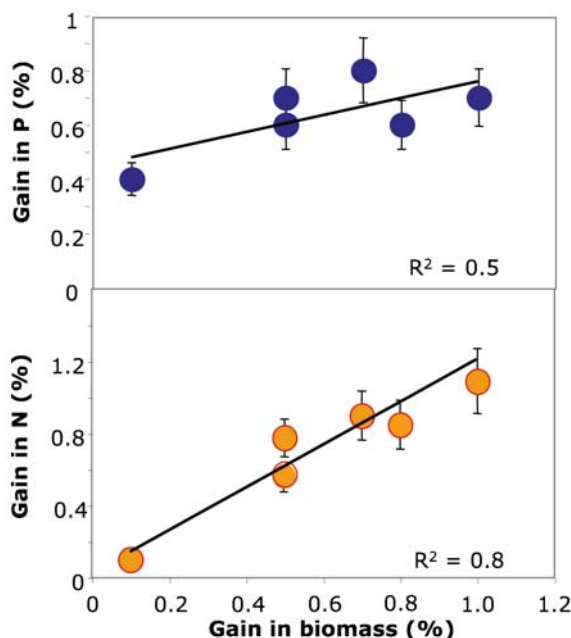 1
0.8
0.6
0.4
0.2
0
Gain in P (%)
R² = 0.5
1.2
0.8
0.4
0
Gain in N (%)
R² = 0.8
0 0.2 0.4 0.6 0.8 1.0 1.2
Gain in biomass (%)